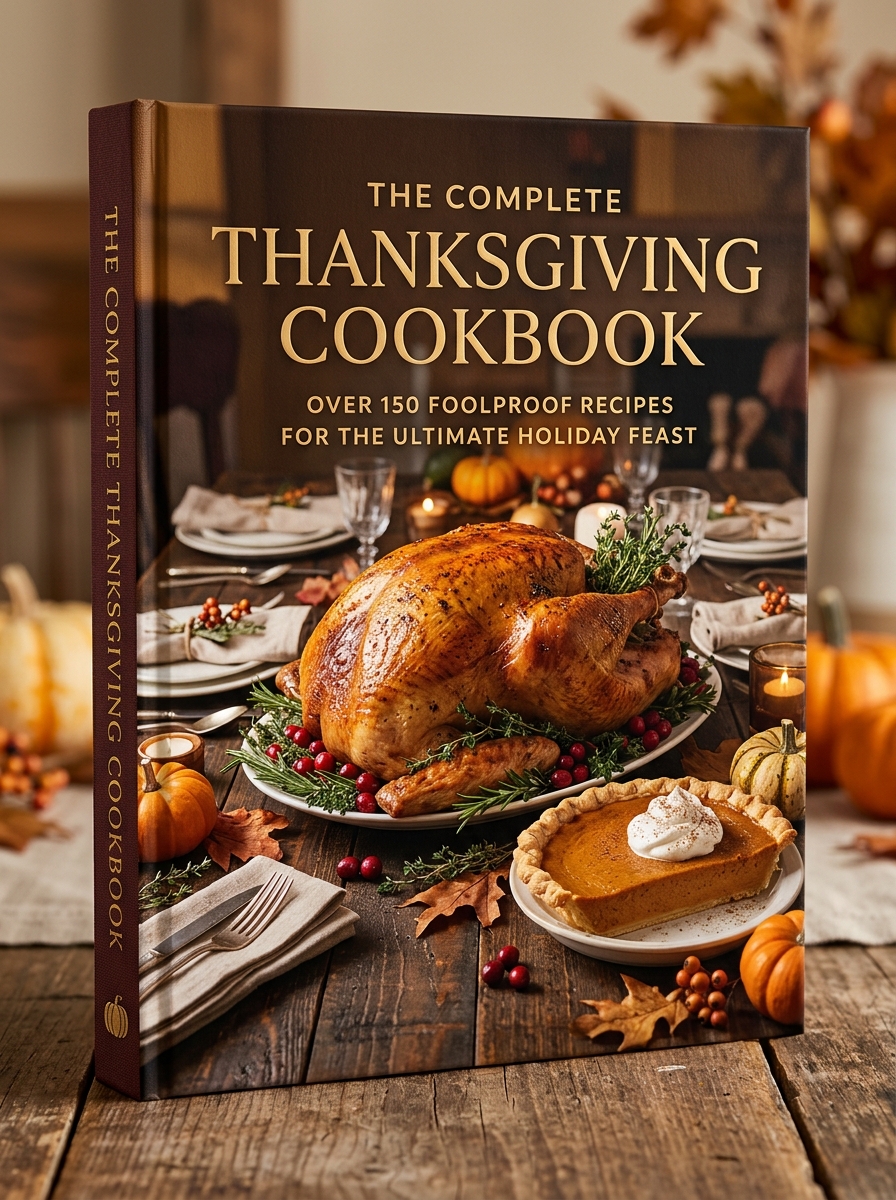 THE COMPLETE
THANKSGIVING
COOKBOOK
OVER 150 FOOLPROOF RECIPES
FOR THE ULTIMATE HOLIDAY FEAST
THE COMPLETE THANKSGIVING COOKBOOK